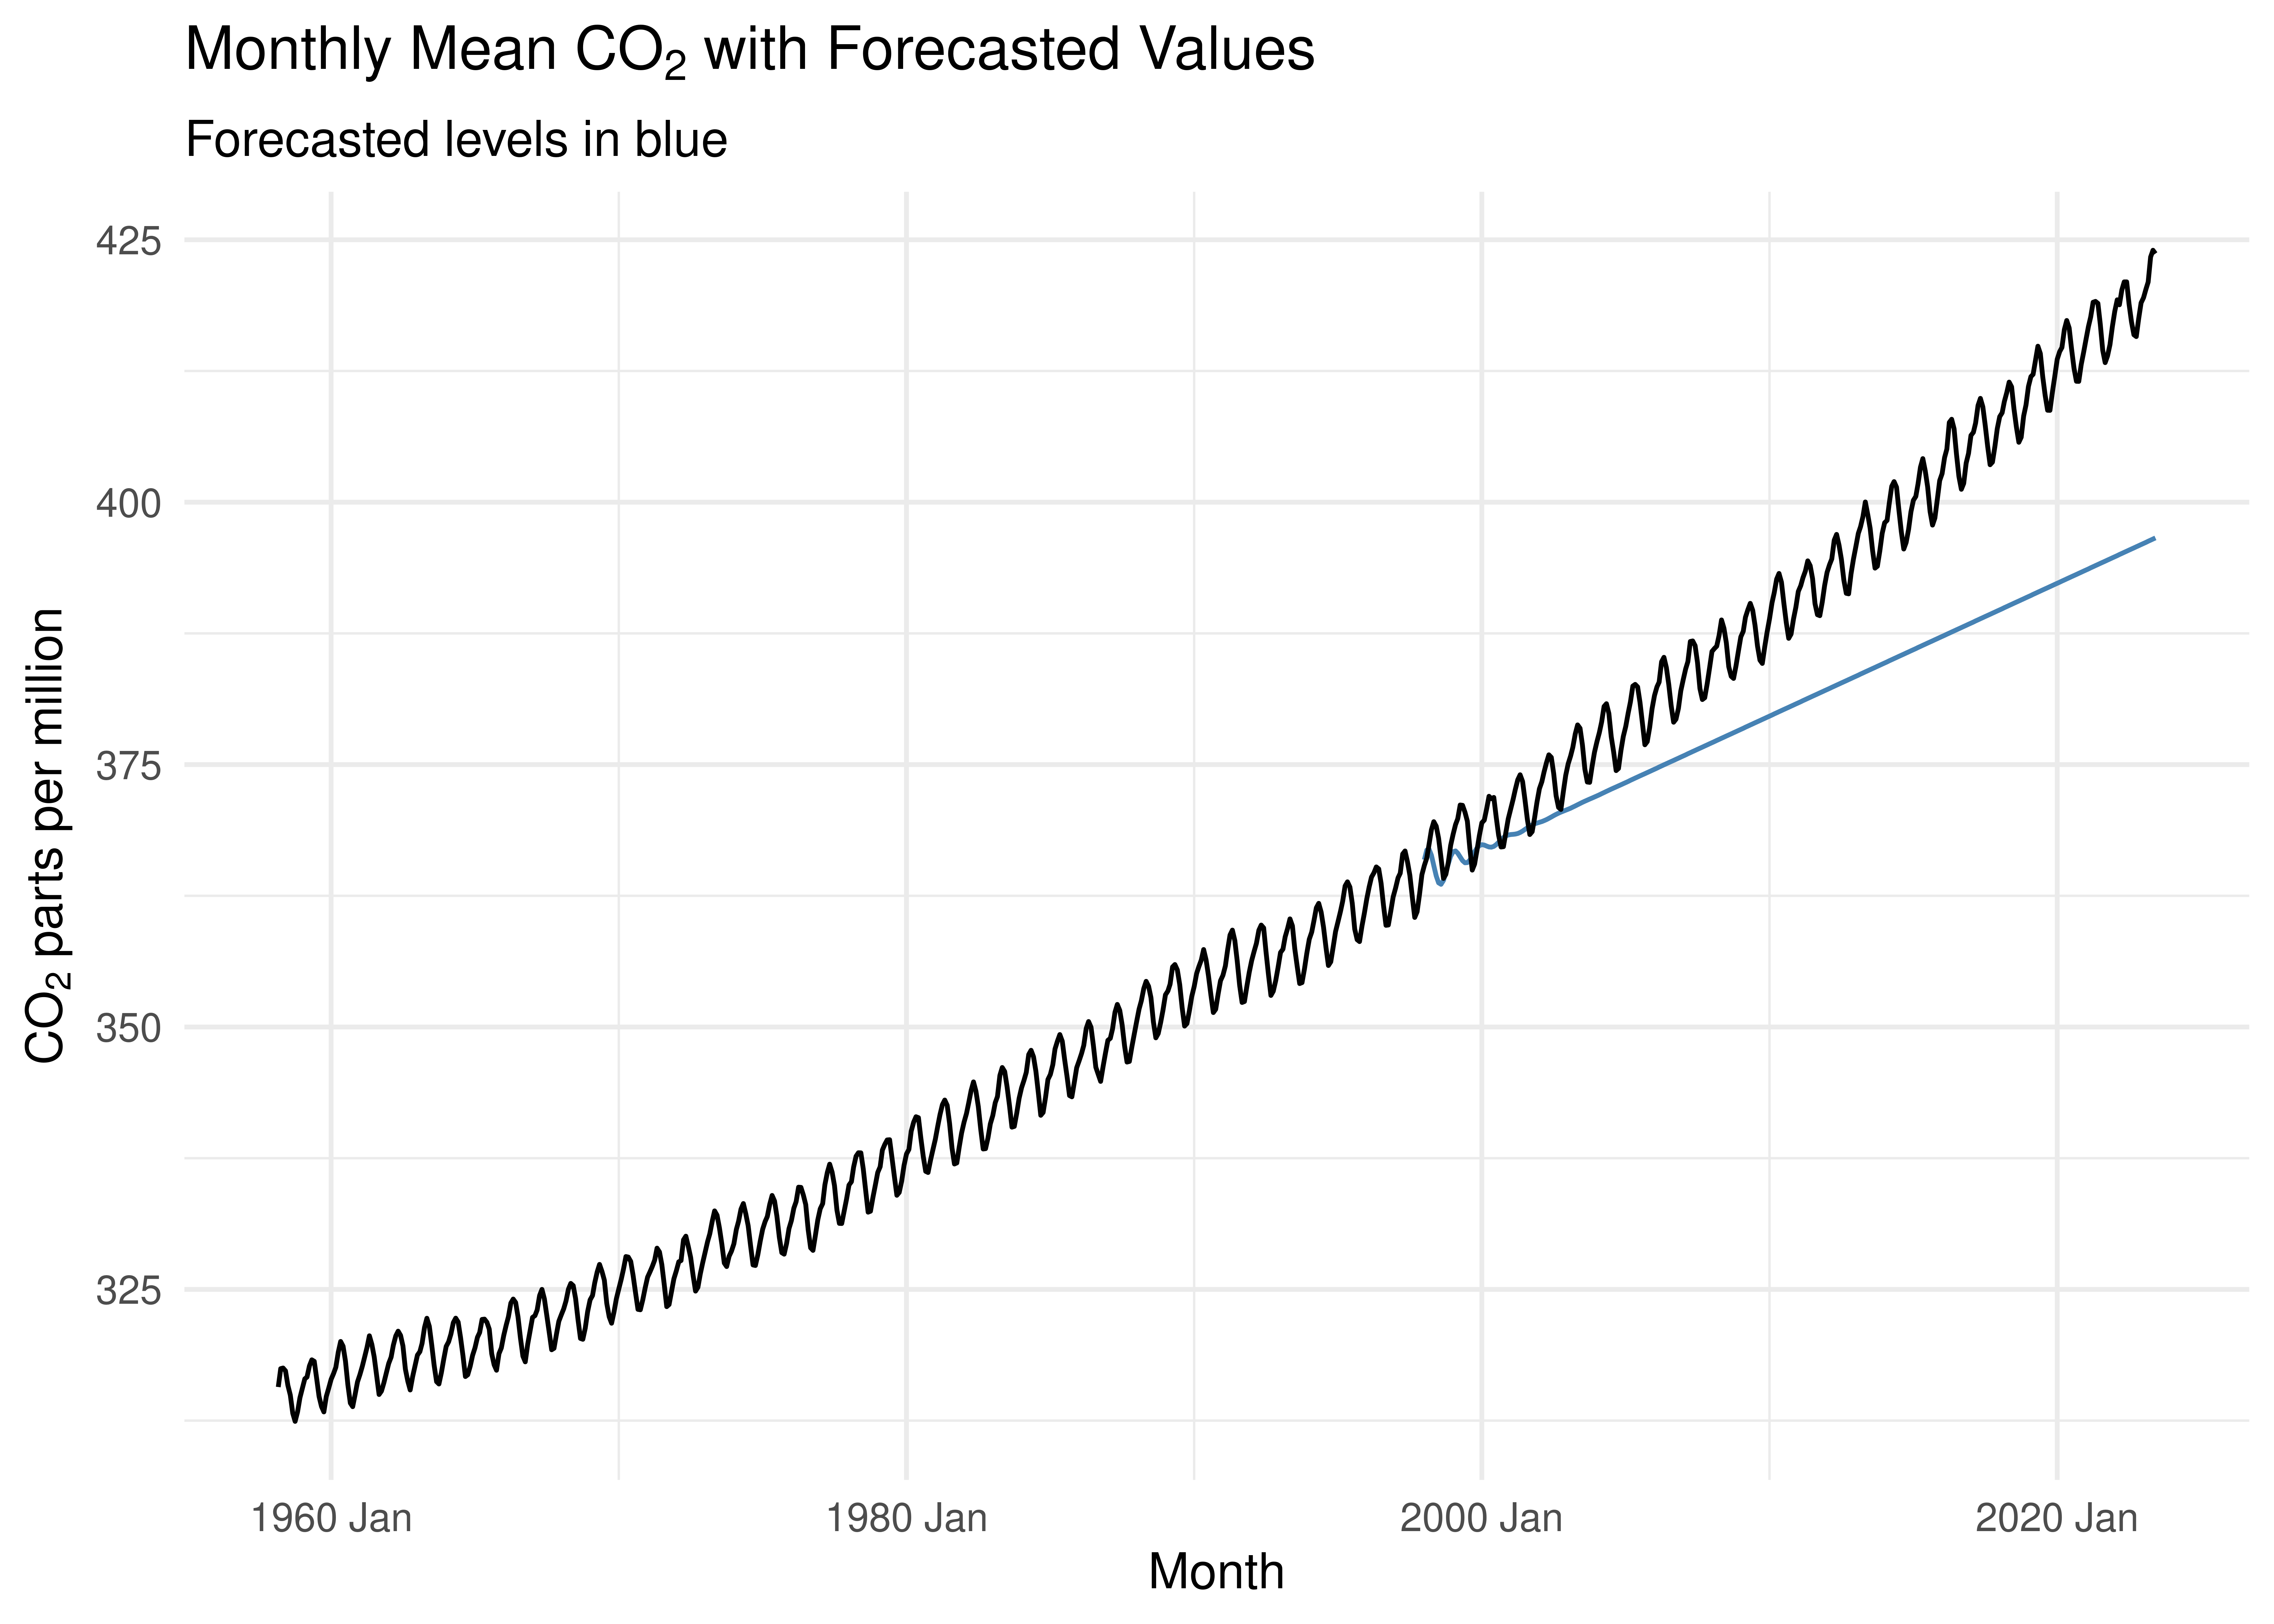 Monthly Mean CO₂ with Forecasted Values
Forecasted levels in blue
CO₂ parts per million
425
400
375
350
325
1960 Jan
1980 Jan
2000 Jan
2020 Jan
Month